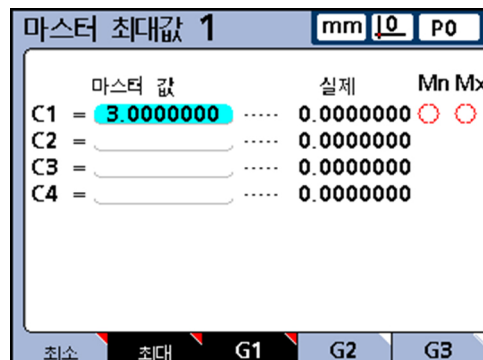 마스터 최대값 1 mm 0 P0
마스터 값 실제 Mn Mx
C1 = 3.0000000 ..... 0.0000000
C2 = ..... 0.0000000
C3 = ..... 0.0000000
C4 = ..... 0.0000000
최소 최대 G1 G2 G3